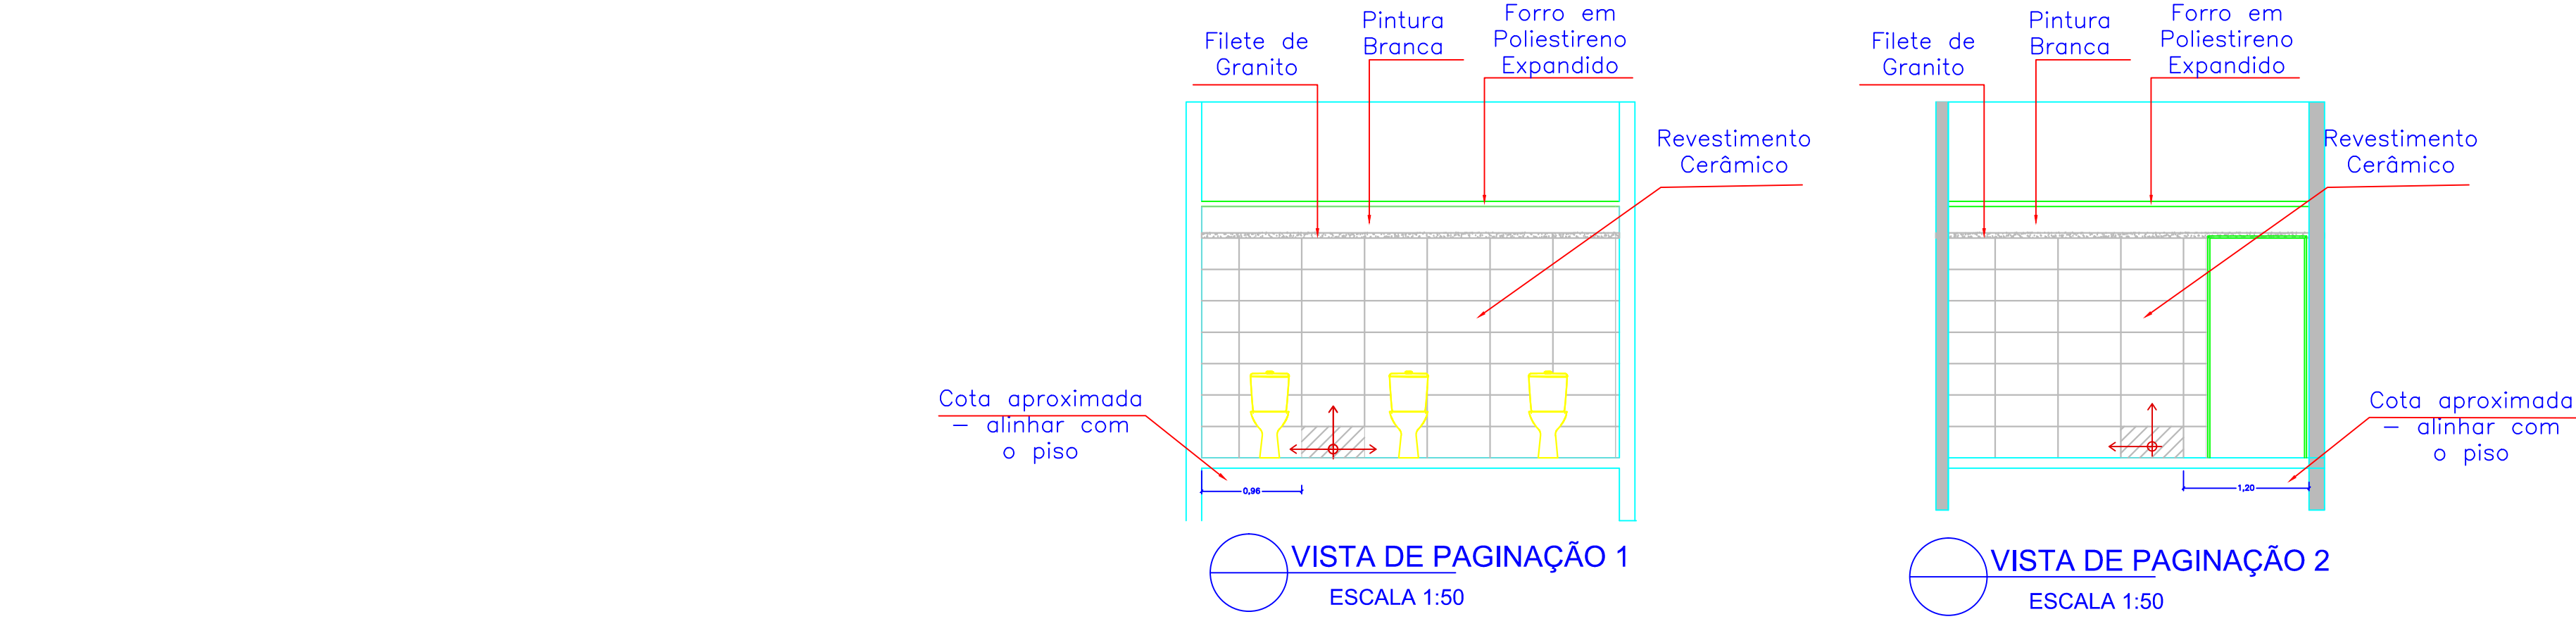 Filete de
Granito
Pintura
Branca
Forro em
Poliestireno
Expandido
Revestimento
Cerâmico
Cota aproximada
– alinhar com
o piso
0,96
VISTA DE PAGINAÇÃO 1
ESCALA 1:50
Filete de
Granito
Pintura
Branca
Forro em
Poliestireno
Expandido
Revestimento
Cerâmico
Cota aproximada
– alinhar com
o piso
1,20
VISTA DE PAGINAÇÃO 2
ESCALA 1:50